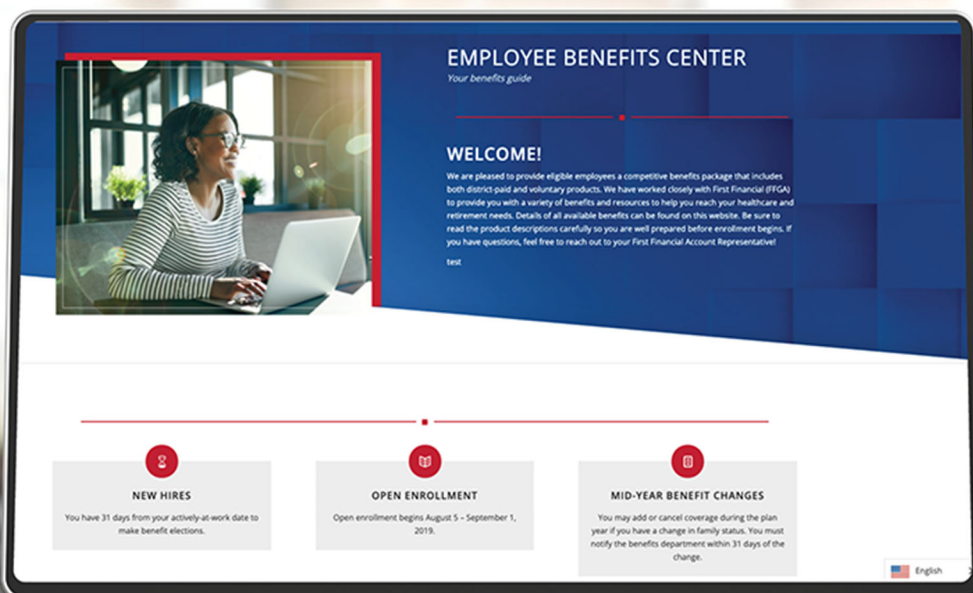 EMPLOYEE BENEFITS CENTER
Your benefits guide
WELCOME!
We are pleased to provide eligible employees a competitive benefits package that includes
both district-paid and voluntary products. We have worked closely with First Financial (FFGA)
to provide you with a variety of benefits and resources to help you reach your healthcare and
retirement needs. Details of all available benefits can be found on this website. Be sure to
read the product descriptions carefully so you are well prepared before enrollment begins. If
you have questions, feel free to reach out to your First Financial Account Representative!
test
NEW HIRES
You have 31 days from your actively-at-work date to
make benefit elections.
OPEN ENROLLMENT
Open enrollment begins August 5 – September 1,
2019.
MID-YEAR BENEFIT CHANGES
You may add or cancel coverage during the plan
year if you have a change in family status. You must
notify the benefits department within 31 days of the
change.
English